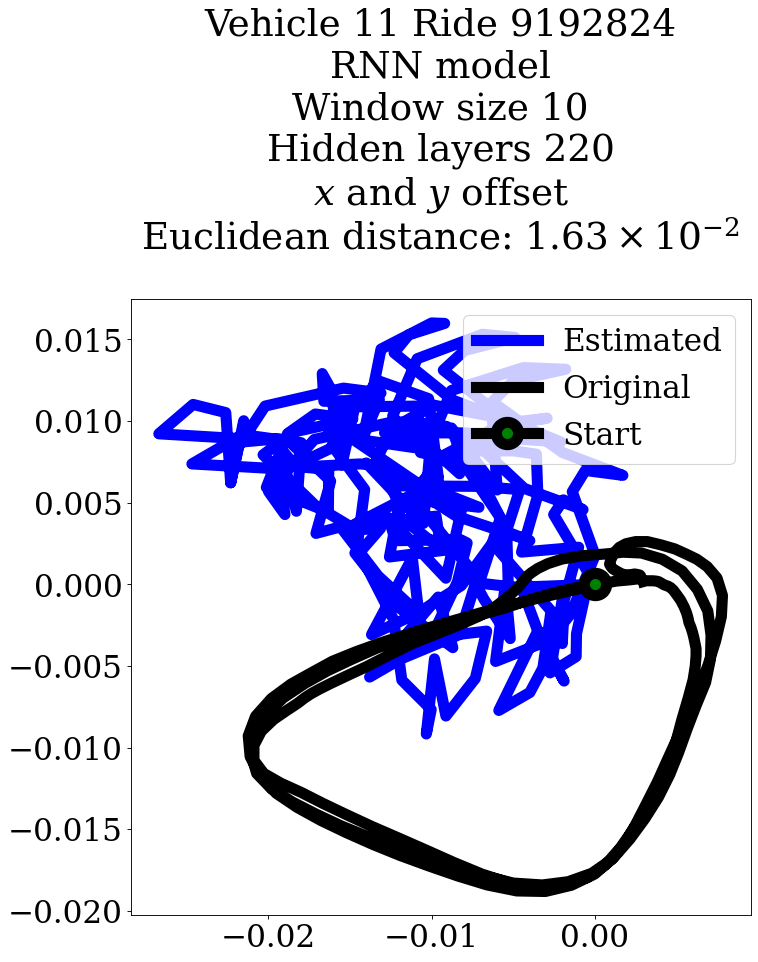 Vehicle 11 Ride 9192824
RNN model
Window size 10
Hidden layers 220
x and y offset
Euclidean distance: 1.63 × 10⁻²
Estimated
Original
Start
0.015
0.010
0.005
0.000
−0.005
−0.010
−0.015
−0.020
−0.02 −0.01 0.00